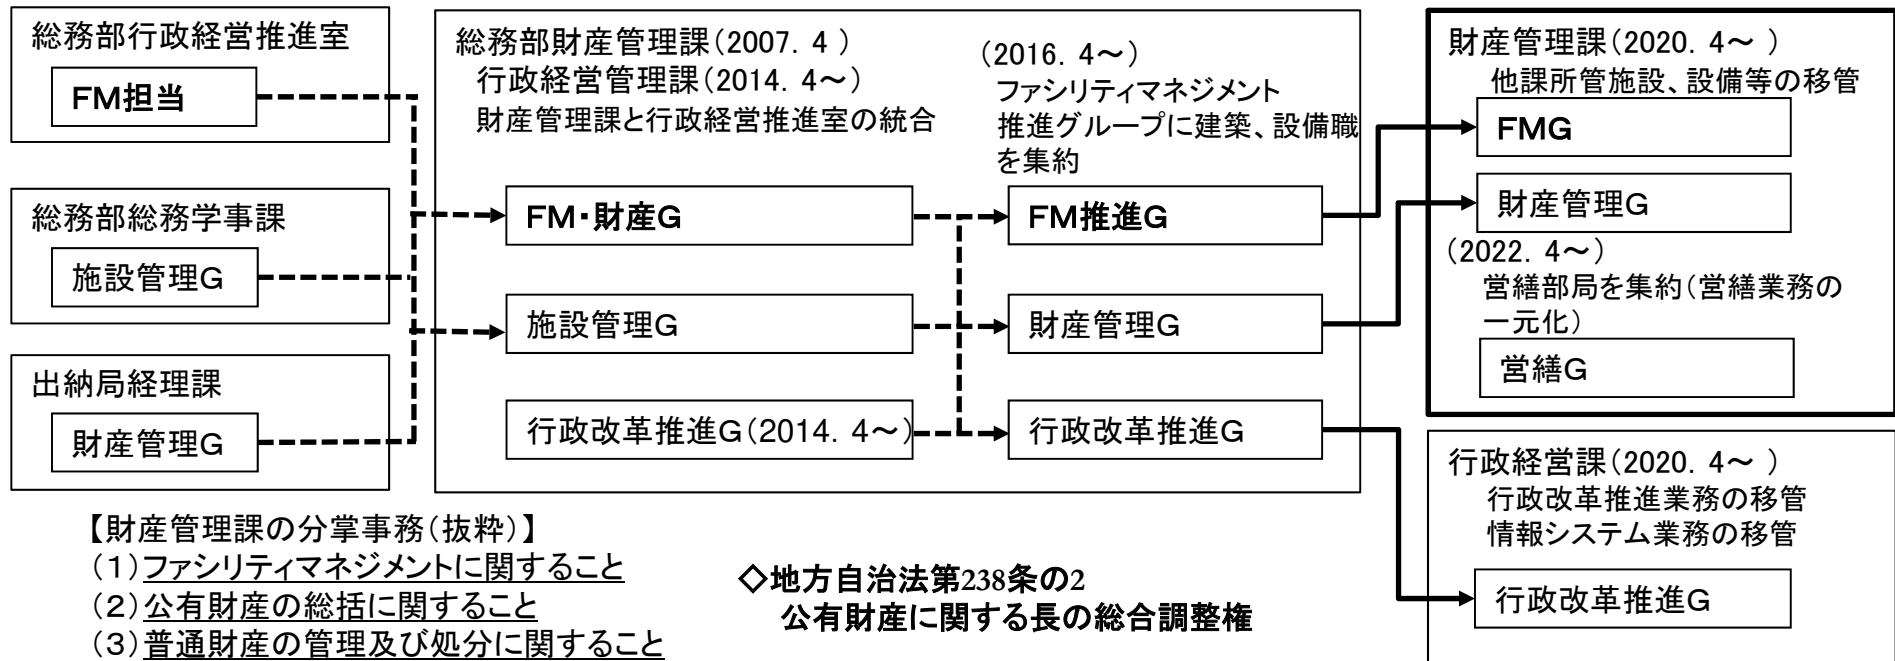 総務部行政経営推進室
FM担当
総務部総務学事課
施設管理G
出納局経理課
財産管理G
総務部財産管理課(2007. 4 )
行政経営管理課(2014. 4～)
財産管理課と行政経営推進室の統合
FM・財産G
施設管理G
行政改革推進G(2014. 4～)
(2016. 4～)
ファシリティマネジメント
推進グループに建築、設備職
を集約
FM推進G
財産管理G
行政改革推進G
財産管理課(2020. 4～ )
他課所管施設、設備等の移管
FMG
財産管理G
(2022. 4～)
営繕部局を集約(営繕業務の
一元化)
営繕G
行政経営課(2020. 4～ )
行政改革推進業務の移管
情報システム業務の移管
行政改革推進G
【財産管理課の分掌事務(抜粋)】
(1)ファシリティマネジメントに関すること
(2)公有財産の総括に関すること
(3)普通財産の管理及び処分に関すること
◇地方自治法第238条の2
公有財産に関する長の総合調整権